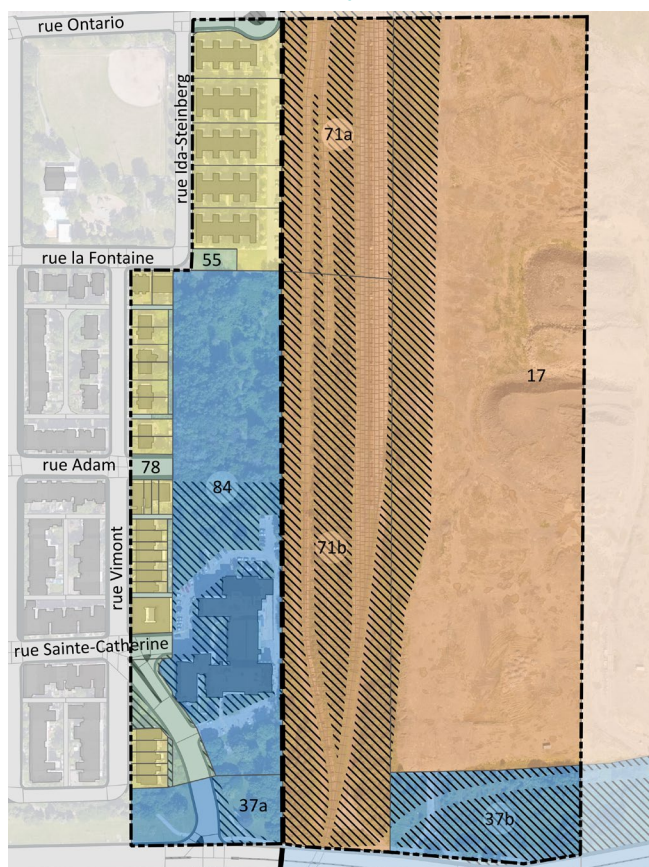 rue Ontario
rue Ida-Steinberg
71a
rue la Fontaine
55
17
rue Adam
78
84
71b
rue Vimont
rue Sainte-Catherine
37a
37b